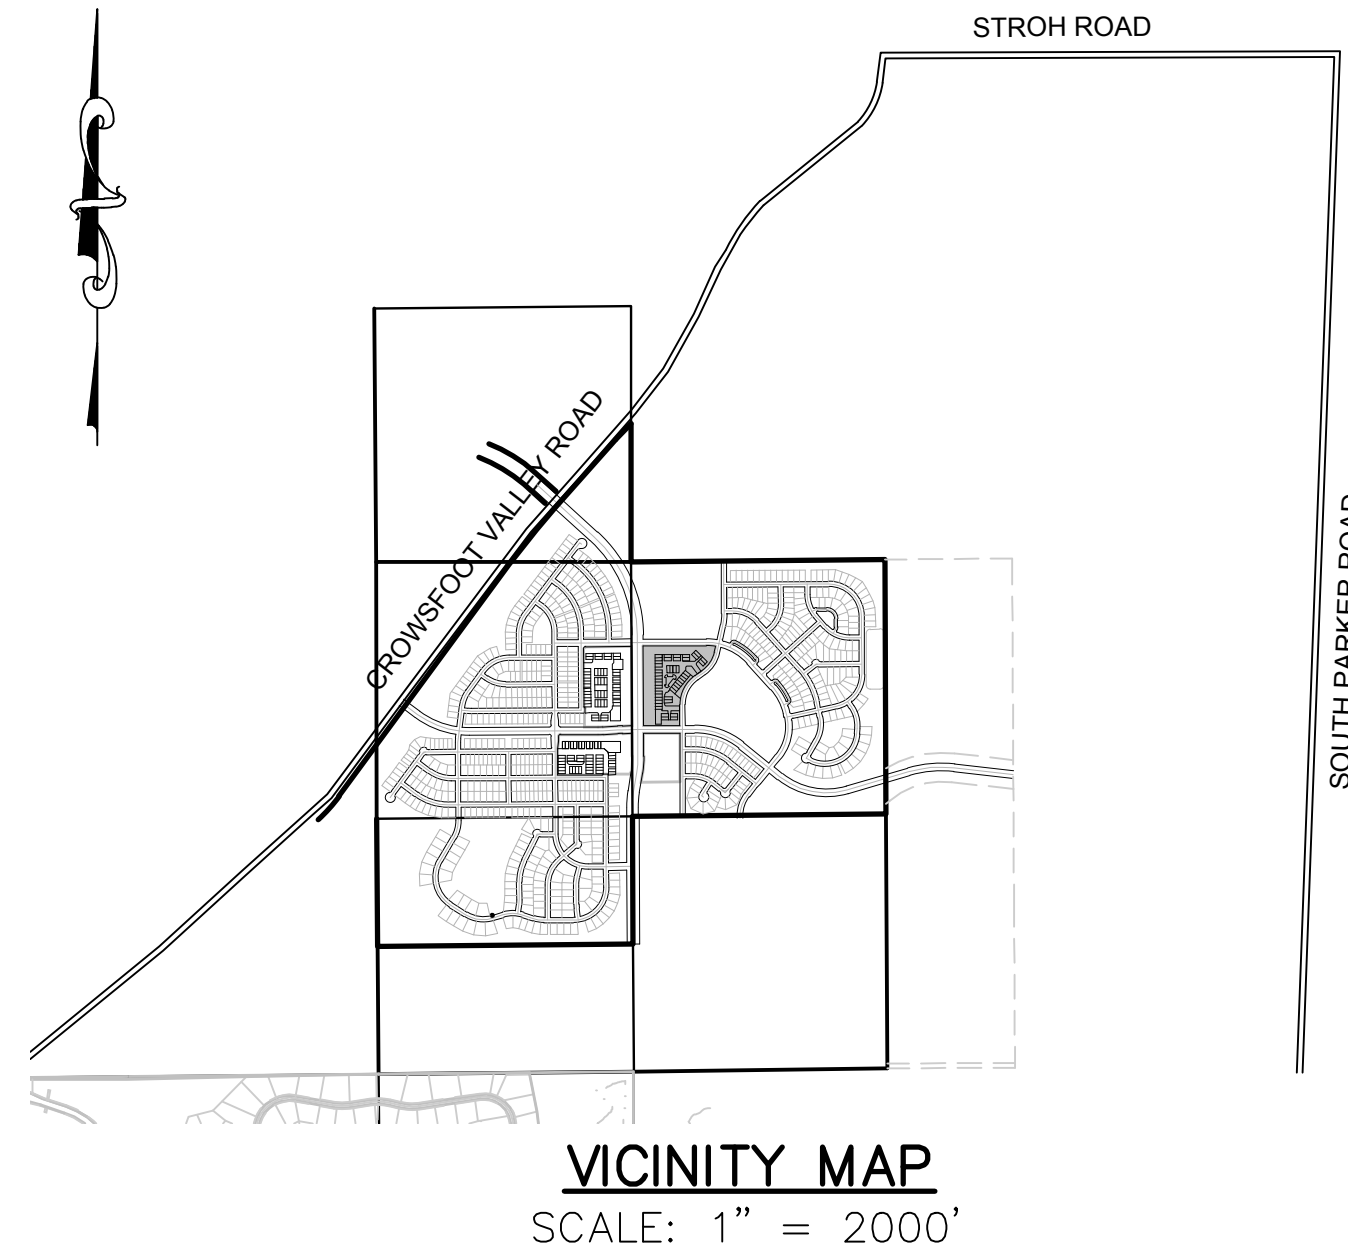 STROH ROAD
CROWSFOOT VALLEY ROAD
SOUTH PARKER ROAD
VICINITY MAP
SCALE: 1" = 2000'